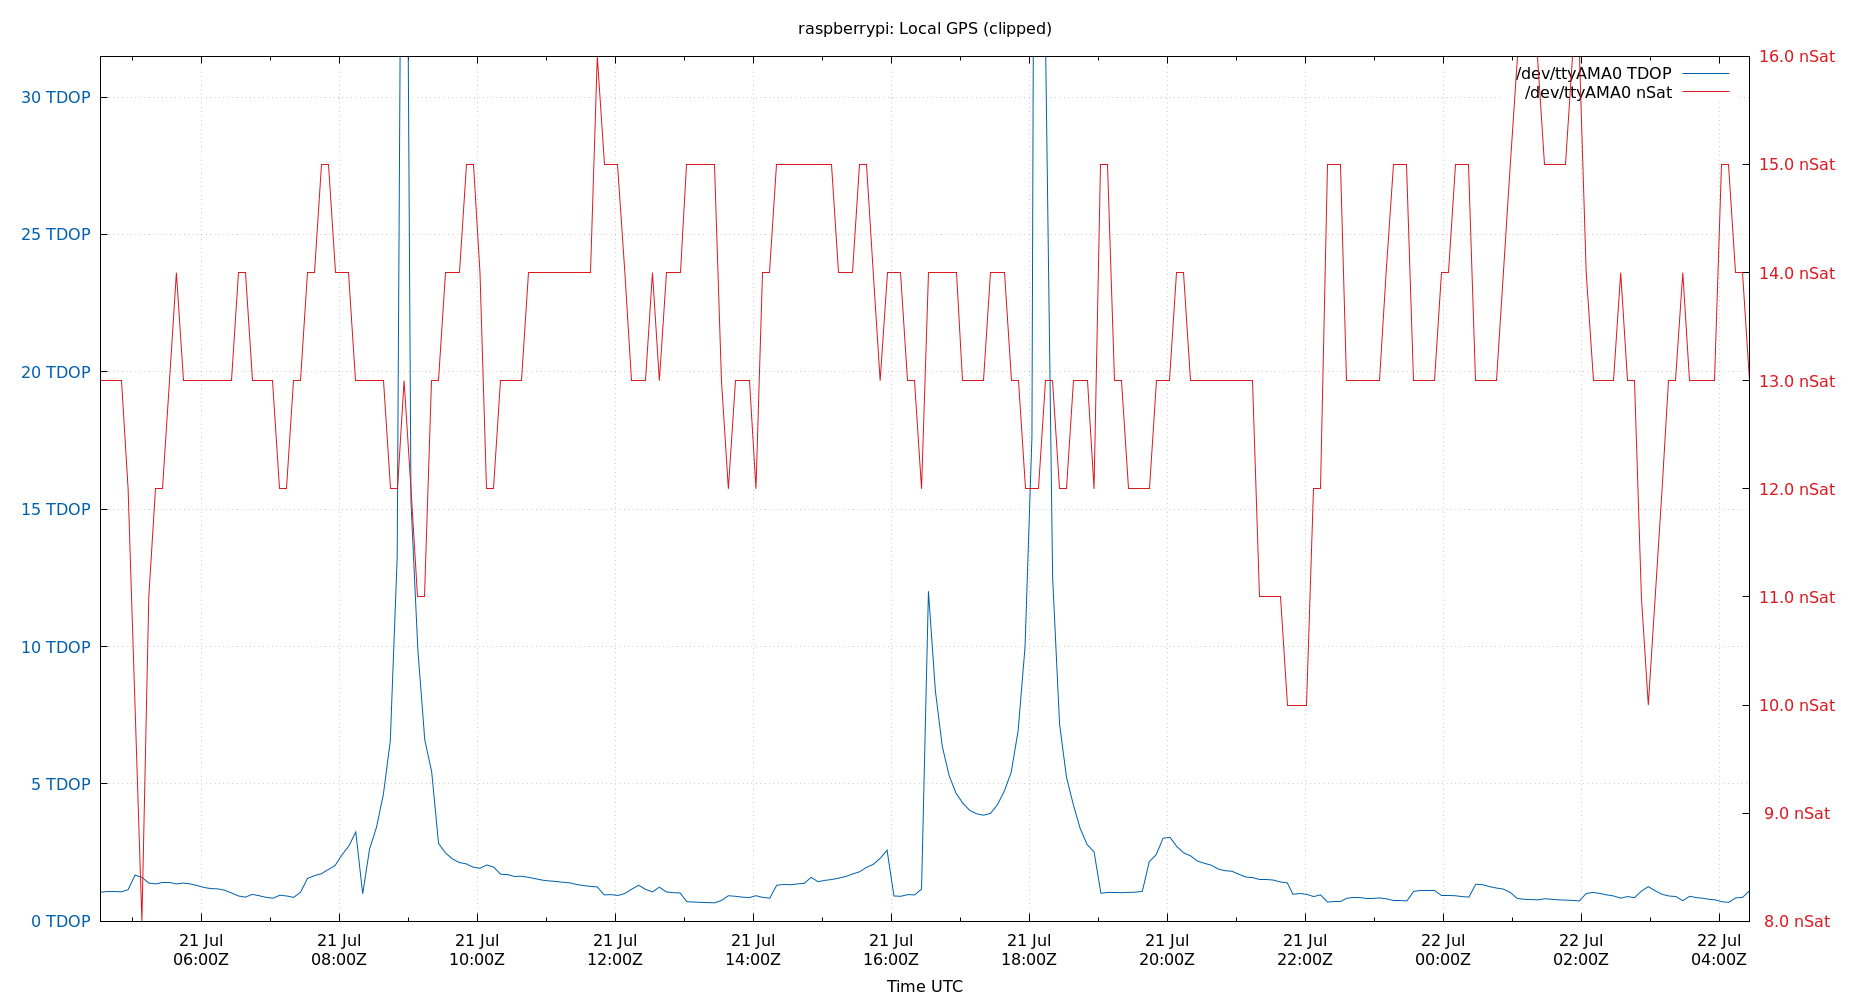 raspberrypi: Local GPS (clipped)
/dev/ttyAMA0 TDOP
/dev/ttyAMA0 nSat
30 TDOP
25 TDOP
20 TDOP
15 TDOP
10 TDOP
5 TDOP
0 TDOP
16.0 nSat
15.0 nSat
14.0 nSat
13.0 nSat
12.0 nSat
11.0 nSat
10.0 nSat
9.0 nSat
8.0 nSat
21 Jul
06:00Z
21 Jul
08:00Z
21 Jul
10:00Z
21 Jul
12:00Z
21 Jul
14:00Z
21 Jul
16:00Z
21 Jul
18:00Z
21 Jul
20:00Z
21 Jul
22:00Z
22 Jul
00:00Z
22 Jul
02:00Z
22 Jul
04:00Z
Time UTC